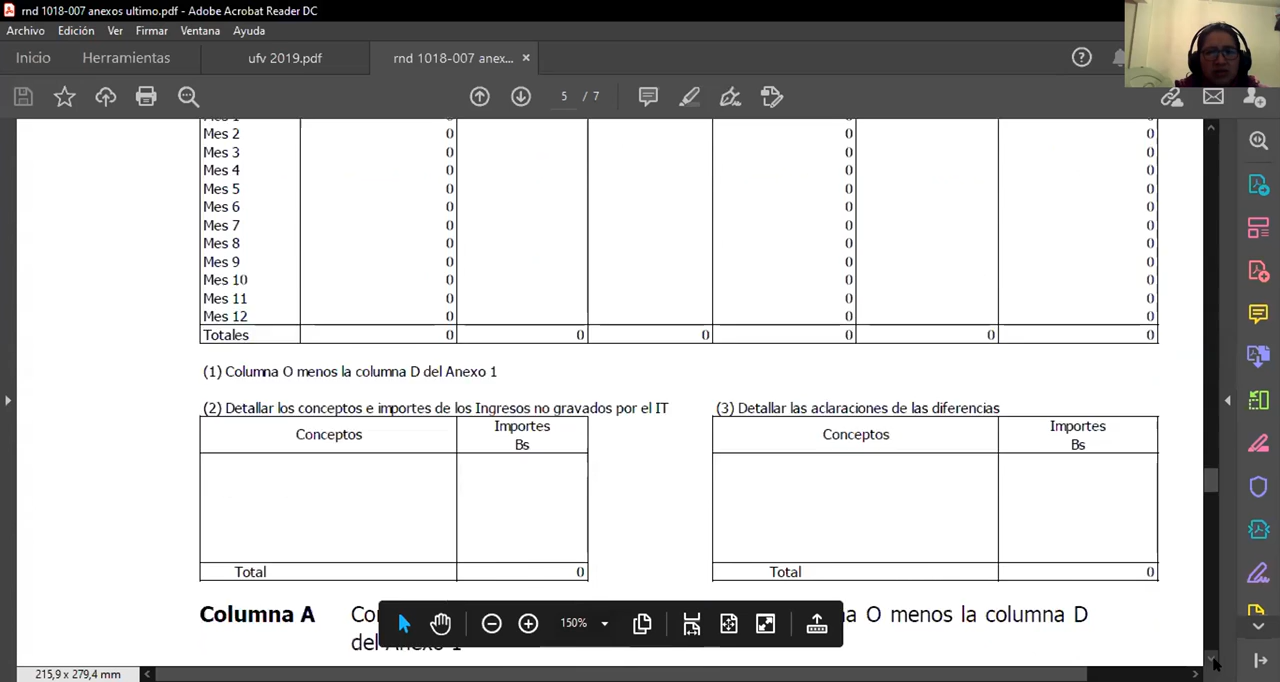 rnd 1018-007 anexos ultimo.pdf - Adobe Acrobat Reader DC
Archivo Edición Ver Firmar Ventana Ayuda
Inicio Herramientas ufv 2019.pdf rnd 1018-007 anex... ×
5 / 7
Mes 2 0 0 0
Mes 3 0 0 0
Mes 4 0 0 0
Mes 5 0 0 0
Mes 6 0 0 0
Mes 7 0 0 0
Mes 8 0 0 0
Mes 9 0 0 0
Mes 10 0 0 0
Mes 11 0 0 0
Mes 12 0 0 0
Totales 0 0 0 0 0 0
(1) Columna O menos la columna D del Anexo 1
(2) Detallar los conceptos e importes de los Ingresos no gravados por el IT
Conceptos Importes
Bs
Total 0
(3) Detallar las aclaraciones de las diferencias
Conceptos Importes
Bs
Total 0
Columna A O menos la columna D
del Anexo 1
150%
215,9 x 279,4 mm